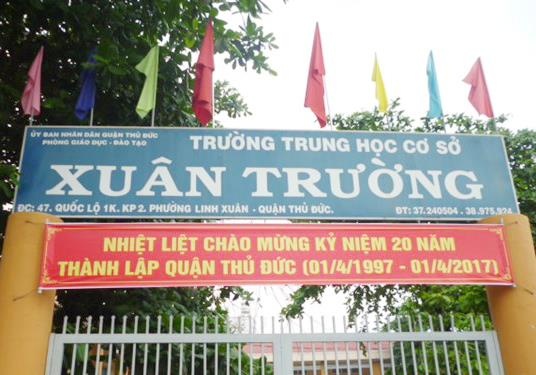 ỦY BAN NHÂN DÂN QUẬN THỦ ĐỨC
PHÒNG GIÁO DỤC - ĐÀO TẠO
TRƯỜNG TRUNG HỌC CƠ SỞ
XUÂN TRƯỜNG
ĐC: 47. QUỐC LỘ 1K. KP 2. PHƯỜNG LINH XUÂN - QUẬN THỦ ĐỨC.
ĐT: 37.240504 - 38.975.924
NHIỆT LIỆT CHÀO MỪNG KỶ NIỆM 20 NĂM
THÀNH LẬP QUẬN THỦ ĐỨC (01/4/1997 - 01/4/2017)